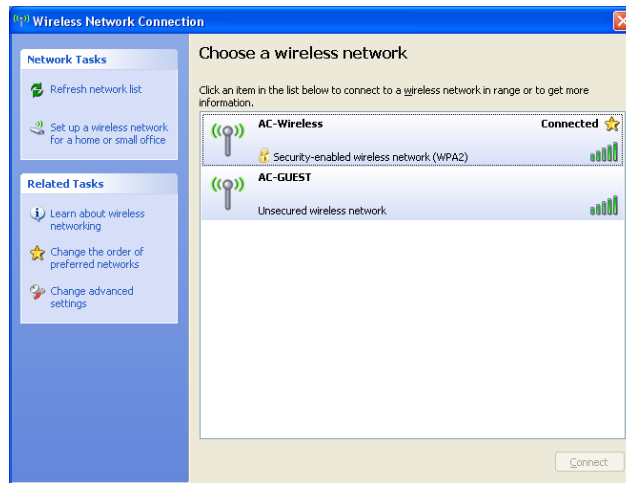 Wireless Network Connection
Network Tasks
Refresh network list
Set up a wireless network
for a home or small office
Related Tasks
Learn about wireless
networking
Change the order of
preferred networks
Change advanced
settings
Choose a wireless network
Click an item in the list below to connect to a wireless network in range or to get more
information.
AC-Wireless Connected
Security-enabled wireless network (WPA2)
AC-GUEST
Unsecured wireless network
Connect